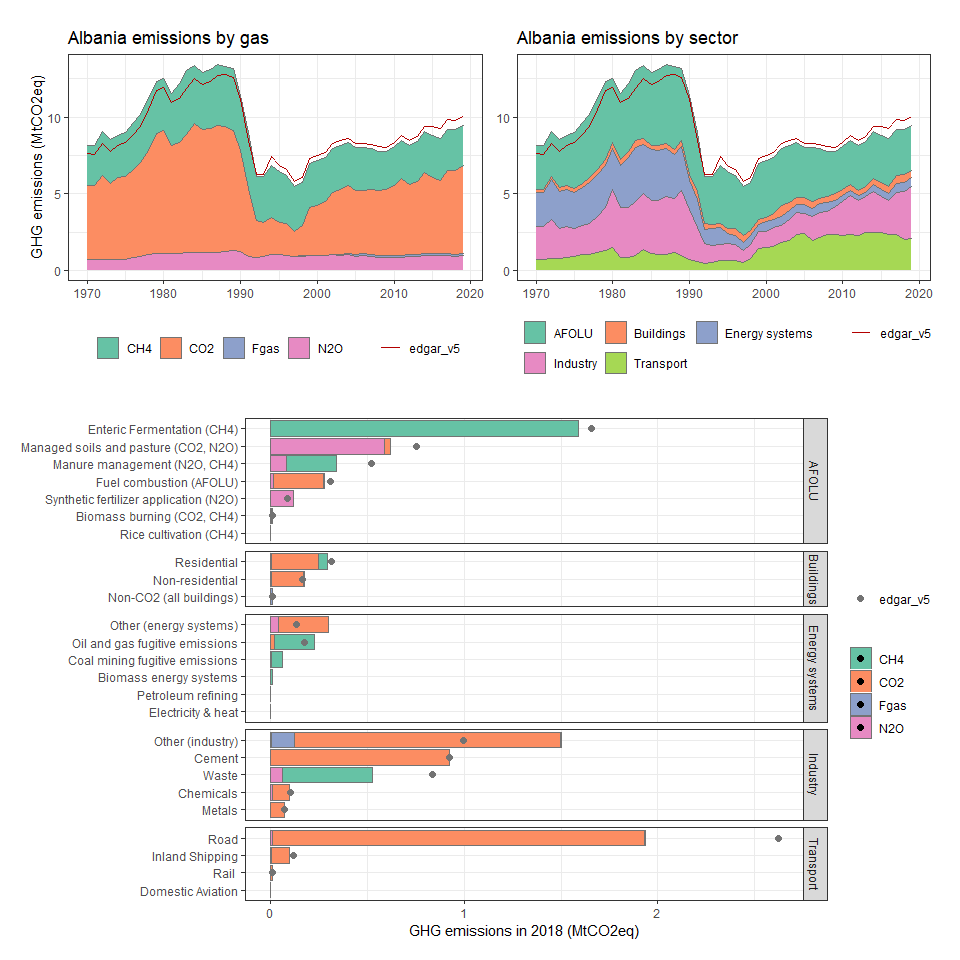 Albania emissions by gas
GHG emissions (MtCO2eq)
10
5
0
1970 1980 1990 2000 2010 2020
CH4 CO2 Fgas N2O edgar_v5
Albania emissions by sector
10
5
0
1970 1980 1990 2000 2010 2020
AFOLU Buildings Energy systems edgar_v5
Industry Transport
Enteric Fermentation (CH4)
Managed soils and pasture (CO2, N2O)
Manure management (N2O, CH4)
Fuel combustion (AFOLU)
Synthetic fertilizer application (N2O)
Biomass burning (CO2, CH4)
Rice cultivation (CH4)
AFOLU
Residential
Non-residential
Non-CO2 (all buildings)
Buildings
Other (energy systems)
Oil and gas fugitive emissions
Coal mining fugitive emissions
Biomass energy systems
Petroleum refining
Electricity & heat
Energy systems
Other (industry)
Cement
Waste
Chemicals
Metals
Industry
Road
Inland Shipping
Rail
Domestic Aviation
Transport
0 1 2
GHG emissions in 2018 (MtCO2eq)
edgar_v5
CH4
CO2
Fgas
N2O